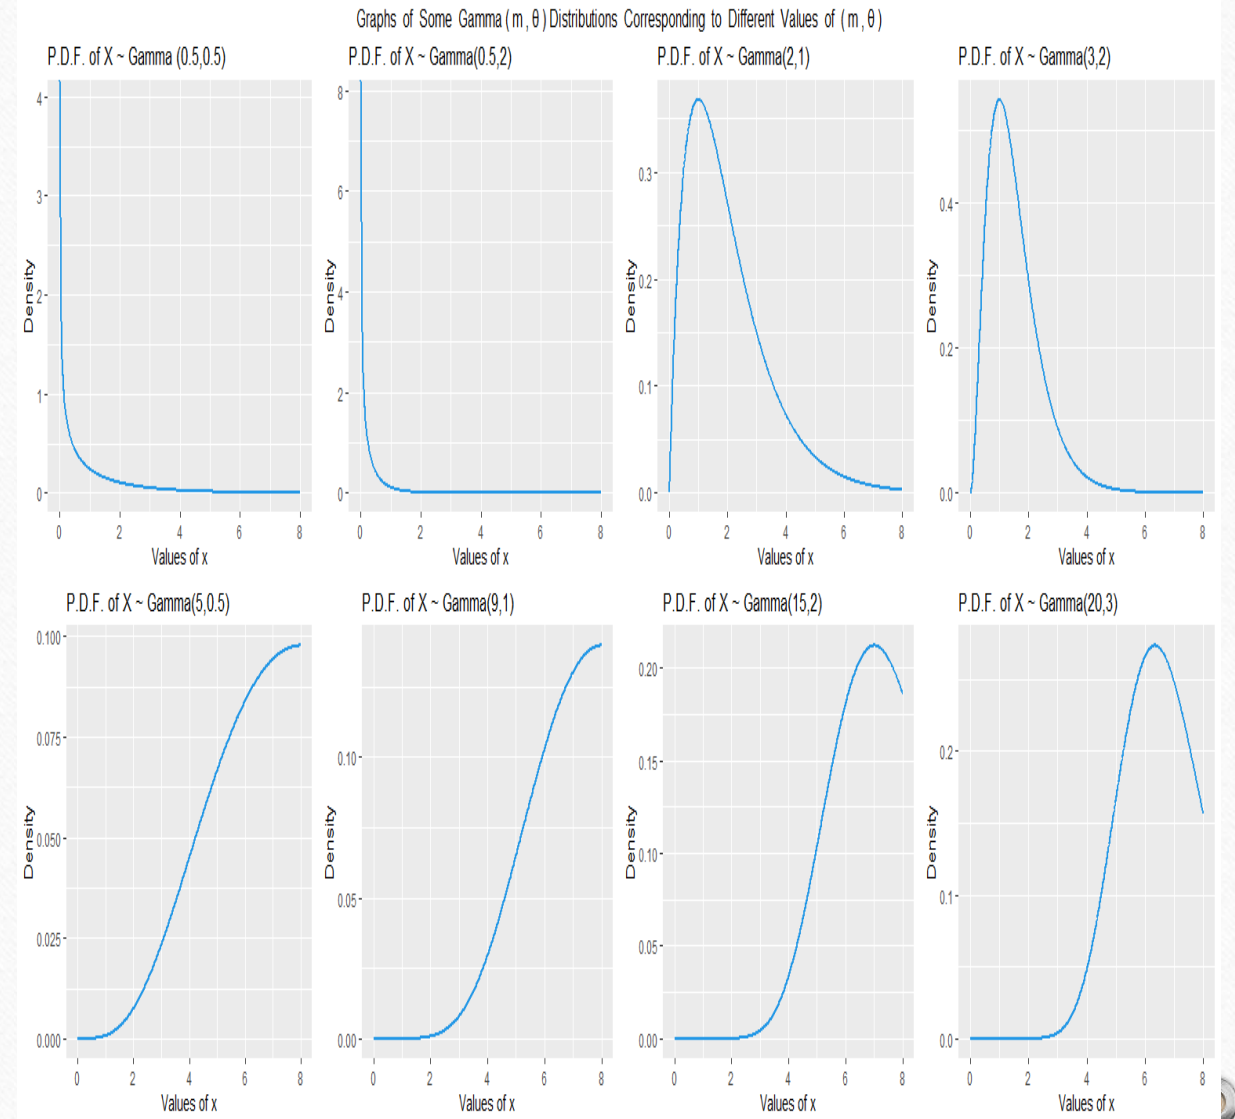 Graphs of Some Gamma ( m , θ ) Distributions Corresponding to Different Values of ( m , θ )
P.D.F. of X ~ Gamma (0.5,0.5)
4
3
2
1
0
Density
0 2 4 6 8
Values of x
P.D.F. of X ~ Gamma(0.5,2)
8
6
4
2
0
Density
0 2 4 6 8
Values of x
P.D.F. of X ~ Gamma(2,1)
0.3
0.2
0.1
0.0
Density
0 2 4 6 8
Values of x
P.D.F. of X ~ Gamma(3,2)
0.4
0.2
0.0
Density
0 2 4 6 8
Values of x
P.D.F. of X ~ Gamma(5,0.5)
0.100
0.075
0.050
0.025
0.000
Density
0 2 4 6 8
Values of x
P.D.F. of X ~ Gamma(9,1)
0.10
0.05
0.00
Density
0 2 4 6 8
Values of x
P.D.F. of X ~ Gamma(15,2)
0.20
0.15
0.10
0.05
0.00
Density
0 2 4 6 8
Values of x
P.D.F. of X ~ Gamma(20,3)
0.2
0.1
0.0
Density
0 2 4 6 8
Values of x